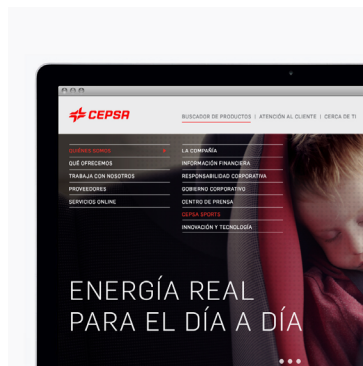 CEPSA
BUSCADOR DE PRODUCTOS | ATENCIÓN AL CLIENTE | CERCA DE TI
QUIÉNES SOMOS
QUÉ OFRECEMOS
TRABAJA CON NOSOTROS
PROVEEDORES
SERVICIOS ONLINE
LA COMPAÑÍA
INFORMACIÓN FINANCIERA
RESPONSABILIDAD CORPORATIVA
GOBIERNO CORPORATIVO
CENTRO DE PRENSA
CEPSA SPORTS
INNOVACIÓN Y TECNOLOGÍA
ENERGÍA REAL
PARA EL DÍA A DÍA